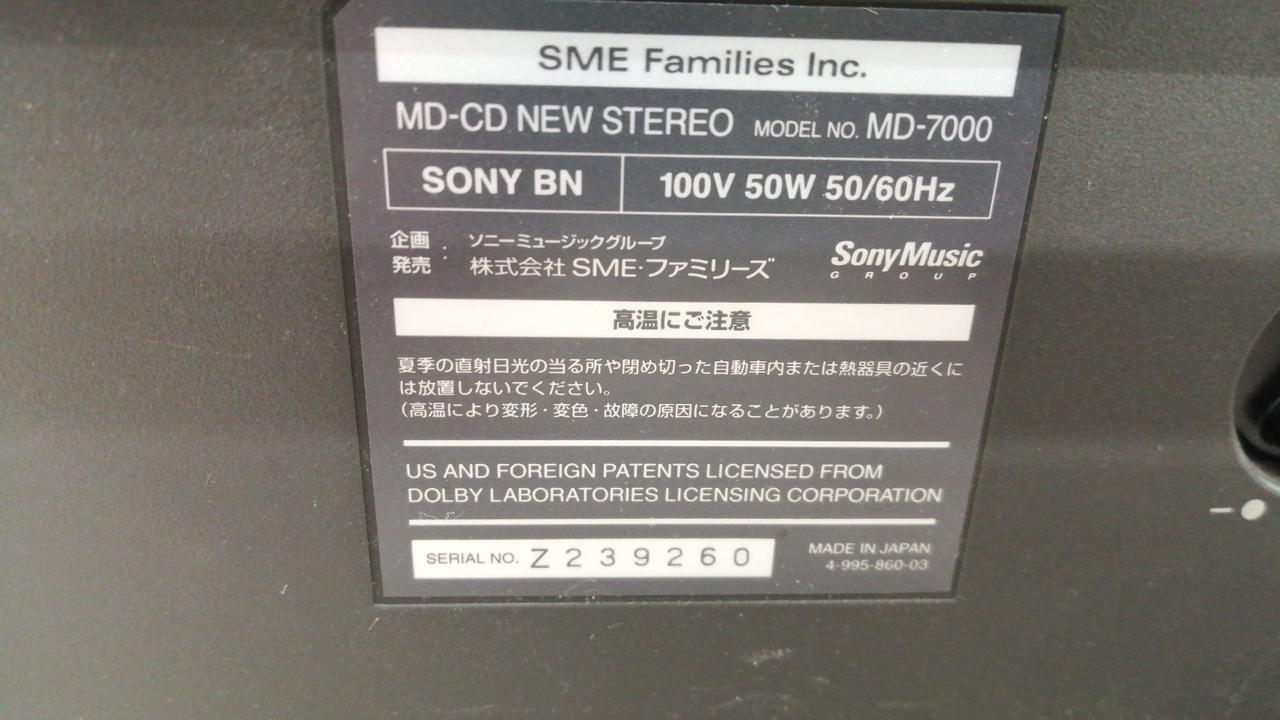 SME Families Inc.
MD-CD NEW STEREO MODEL NO. MD-7000
SONY BN 100V 50W 50/60Hz
企画 : ソニーミュージックグループ
発売 株式会社 SME・ファミリーズ
SonyMusic
GROUP
高温にご注意
夏季の直射日光の当る所や閉め切った自動車内または熱器具の近くに
は放置しないでください。
(高温により変形・変色・故障の原因になることがあります。)
US AND FOREIGN PATENTS LICENSED FROM
DOLBY LABORATORIES LICENSING CORPORATION
SERIAL NO. Z239260
MADE IN JAPAN
4-995-860-03